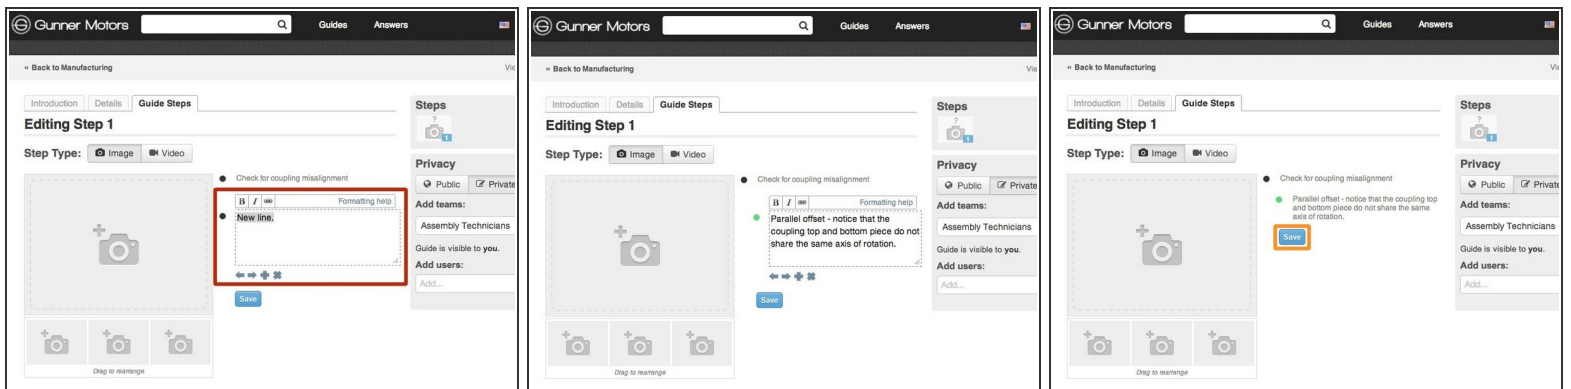 Gunner Motors
Guides
Answers
« Back to Manufacturing
Vie
Introduction
Details
Guide Steps
Editing Step 1
Step Type:
Image
Video
Check for coupling misalignment
B I
Formatting help
New line.
Save
Drag to rearrange
Steps
?
1
Privacy
Public
Private
Add teams:
Assembly Technicians
Guide is visible to you.
Add users:
Add...
Gunner Motors
Guides
Answers
« Back to Manufacturing
Vie
Introduction
Details
Guide Steps
Editing Step 1
Step Type:
Image
Video
Check for coupling misalignment
B I
Formatting help
Parallel offset - notice that the
coupling top and bottom piece do not
share the same axis of rotation.
Save
Drag to rearrange
Steps
?
1
Privacy
Public
Private
Add teams:
Assembly Technicians
Guide is visible to you.
Add users:
Add...
Gunner Motors
Guides
Answers
« Back to Manufacturing
Vi
Introduction
Details
Guide Steps
Editing Step 1
Step Type:
Image
Video
Check for coupling misalignment
Parallel offset - notice that the coupling top
and bottom piece do not share the same
axis of rotation.
Save
Drag to rearrange
Steps
?
1
Privacy
Public
Private
Add teams:
Assembly Technicians
Guide is visible to you.
Add users:
Add...